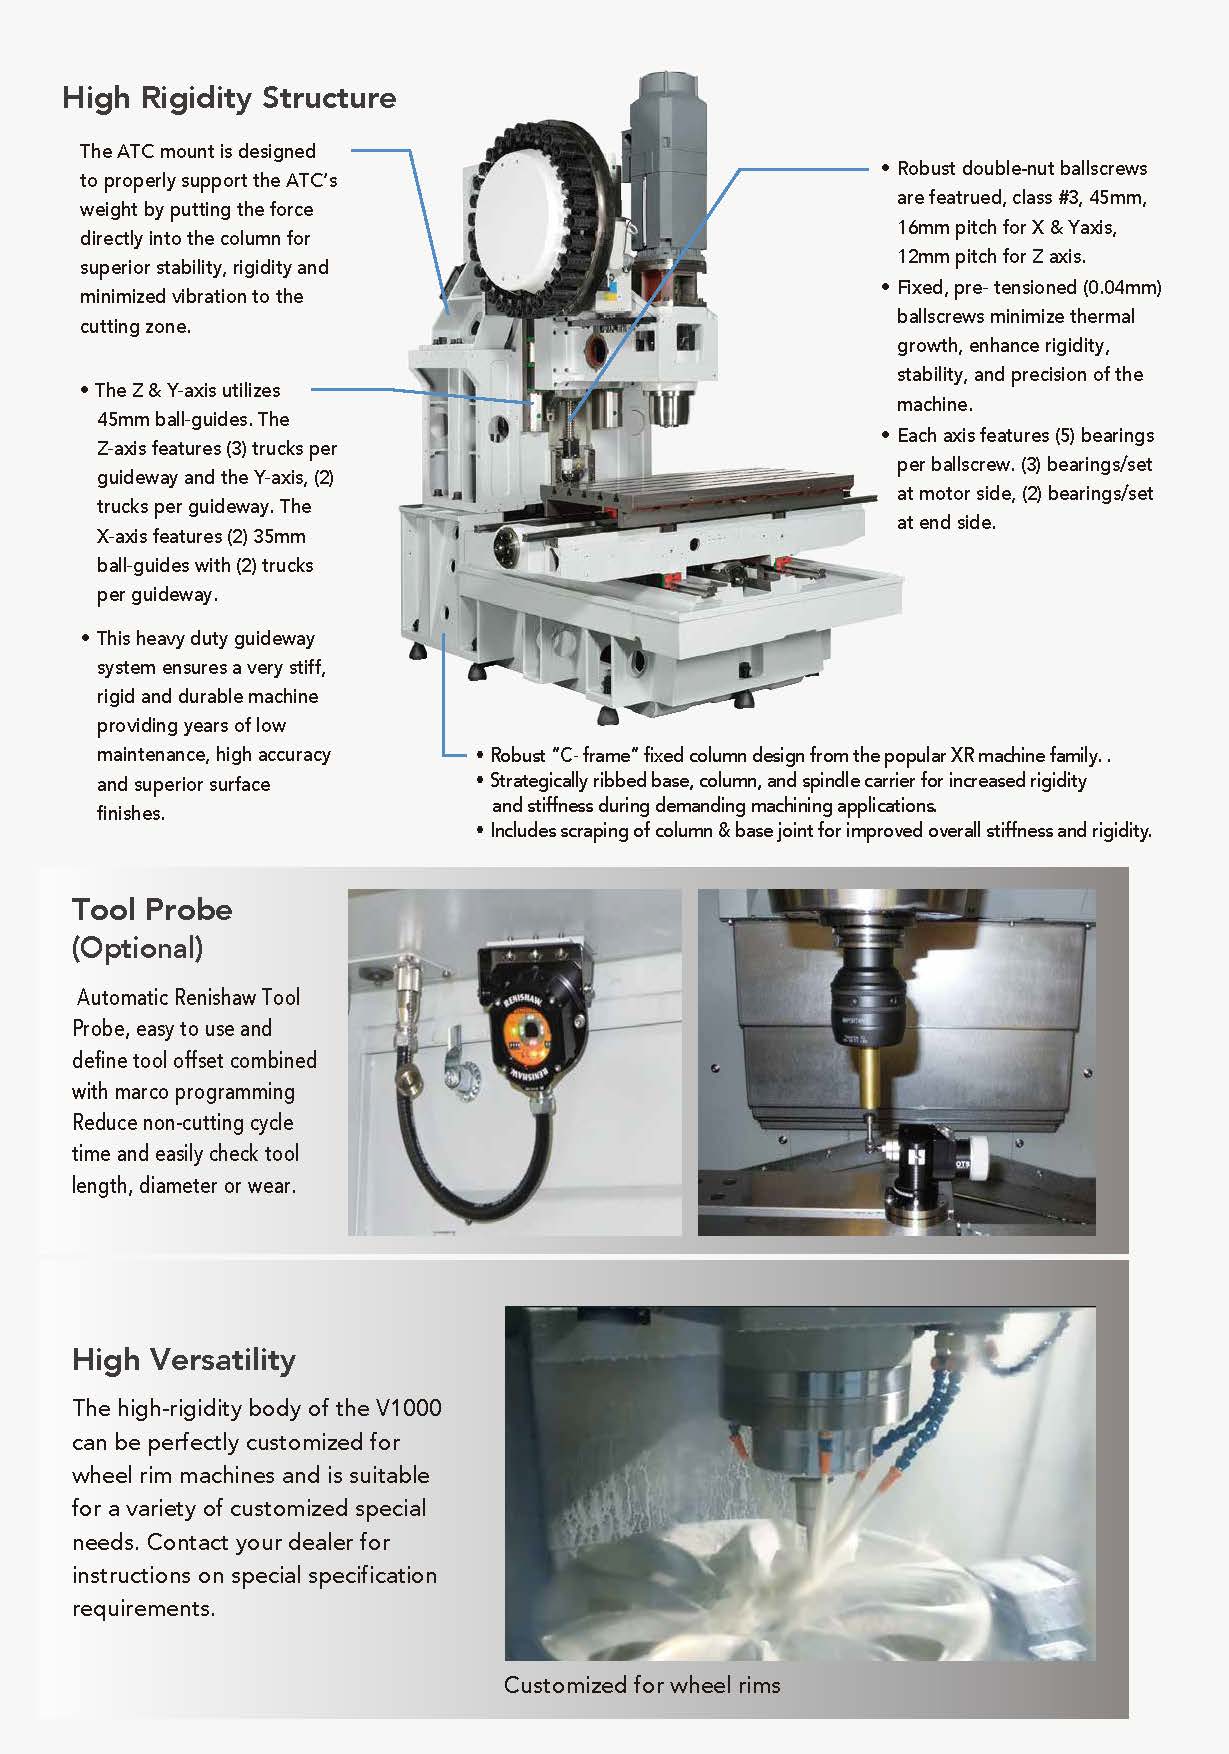 High Rigidity Structure
The ATC mount is designed
to properly support the ATC's
weight by putting the force
directly into the column for
superior stability, rigidity and
minimized vibration to the
cutting zone.
• The Z & Y-axis utilizes
45mm ball-guides. The
Z-axis features (3) trucks per
guideway and the Y-axis, (2)
trucks per guideway. The
X-axis features (2) 35mm
ball-guides with (2) trucks
per guideway.
• This heavy duty guideway
system ensures a very stiff,
rigid and durable machine
providing years of low
maintenance, high accuracy
and superior surface
finishes.
• Robust double-nut ballscrews
are featrued, class #3, 45mm,
16mm pitch for X & Yaxis,
12mm pitch for Z axis.
• Fixed, pre- tensioned (0.04mm)
ballscrews minimize thermal
growth, enhance rigidity,
stability, and precision of the
machine.
• Each axis features (5) bearings
per ballscrew. (3) bearings/set
at motor side, (2) bearings/set
at end side.
• Robust "C- frame" fixed column design from the popular XR machine family. .
• Strategically ribbed base, column, and spindle carrier for increased rigidity
and stiffness during demanding machining applications.
• Includes scraping of column & base joint for improved overall stiffness and rigidity.
Tool Probe
(Optional)
Automatic Renishaw Tool
Probe, easy to use and
define tool offset combined
with marco programming
Reduce non-cutting cycle
time and easily check tool
length, diameter or wear.
RENISHAW
RENISHAW
IMPORTANT
OTS
High Versatility
The high-rigidity body of the V1000
can be perfectly customized for
wheel rim machines and is suitable
for a variety of customized special
needs. Contact your dealer for
instructions on special specification
requirements.
Customized for wheel rims